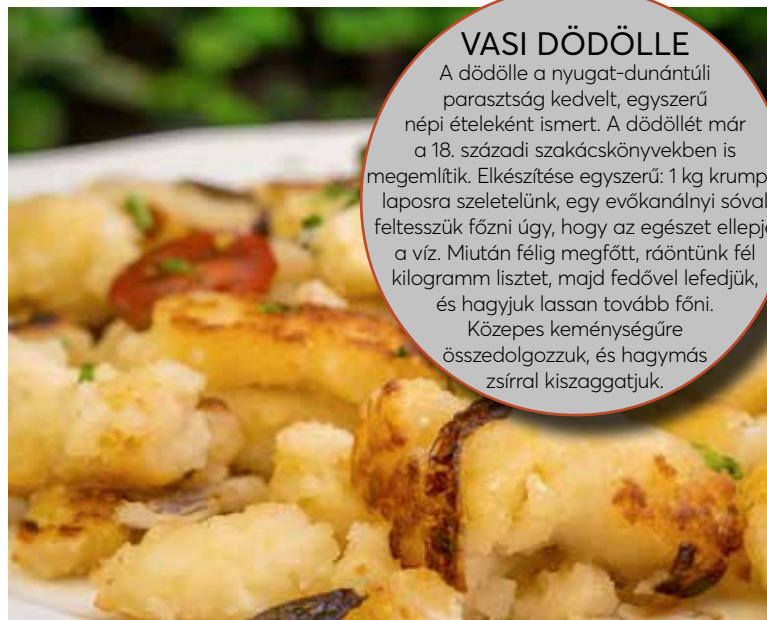 VASI DÖDÖLLE
A dödölle a nyugat-dunántúli
parasztság kedvelt, egyszerű
népi ételeként ismert. A dödöllét már
a 18. századi szakácskönyvekben is
megemlítik. Elkészítése egyszerű: 1 kg krump
laposra szeletelünk, egy evőkanálnyi sóval
feltesszük főzni úgy, hogy az egészet ellepj
a víz. Miután félig megfőtt, ráöntünk fél
kilogramm lisztet, majd fedővel lefedjük,
és hagyjuk lassan tovább főni.
Közepes keménységűre
összedolgozzuk, és hagymás
zsírral kiszaggatjuk.